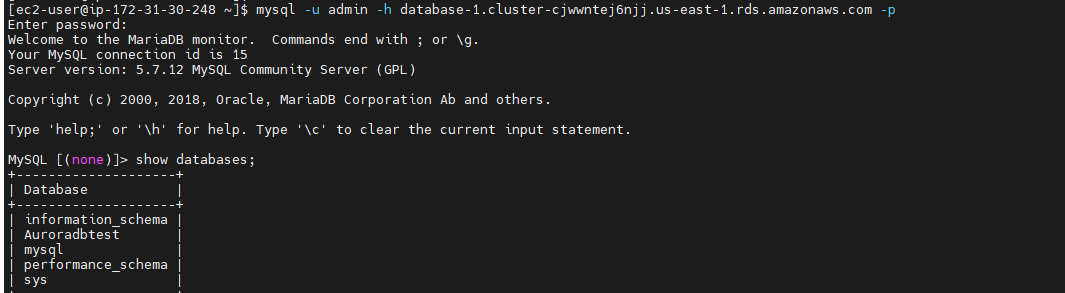 [ec2-user@ip-172-31-30-248 ~]$ mysql -u admin -h database-1.cluster-cjwwntej6njj.us-east-1.rds.amazonaws.com -p
Enter password:
Welcome to the MariaDB monitor.  Commands end with ; or \g.
Your MySQL connection id is 15
Server version: 5.7.12 MySQL Community Server (GPL)
Copyright (c) 2000, 2018, Oracle, MariaDB Corporation Ab and others.
Type 'help;' or '\h' for help. Type '\c' to clear the current input statement.
MySQL [(none)]> show databases;
+--------------------+
| Database           |
+--------------------+
| information_schema |
| Auroradbtest       |
| mysql              |
| performance_schema |
| sys                |